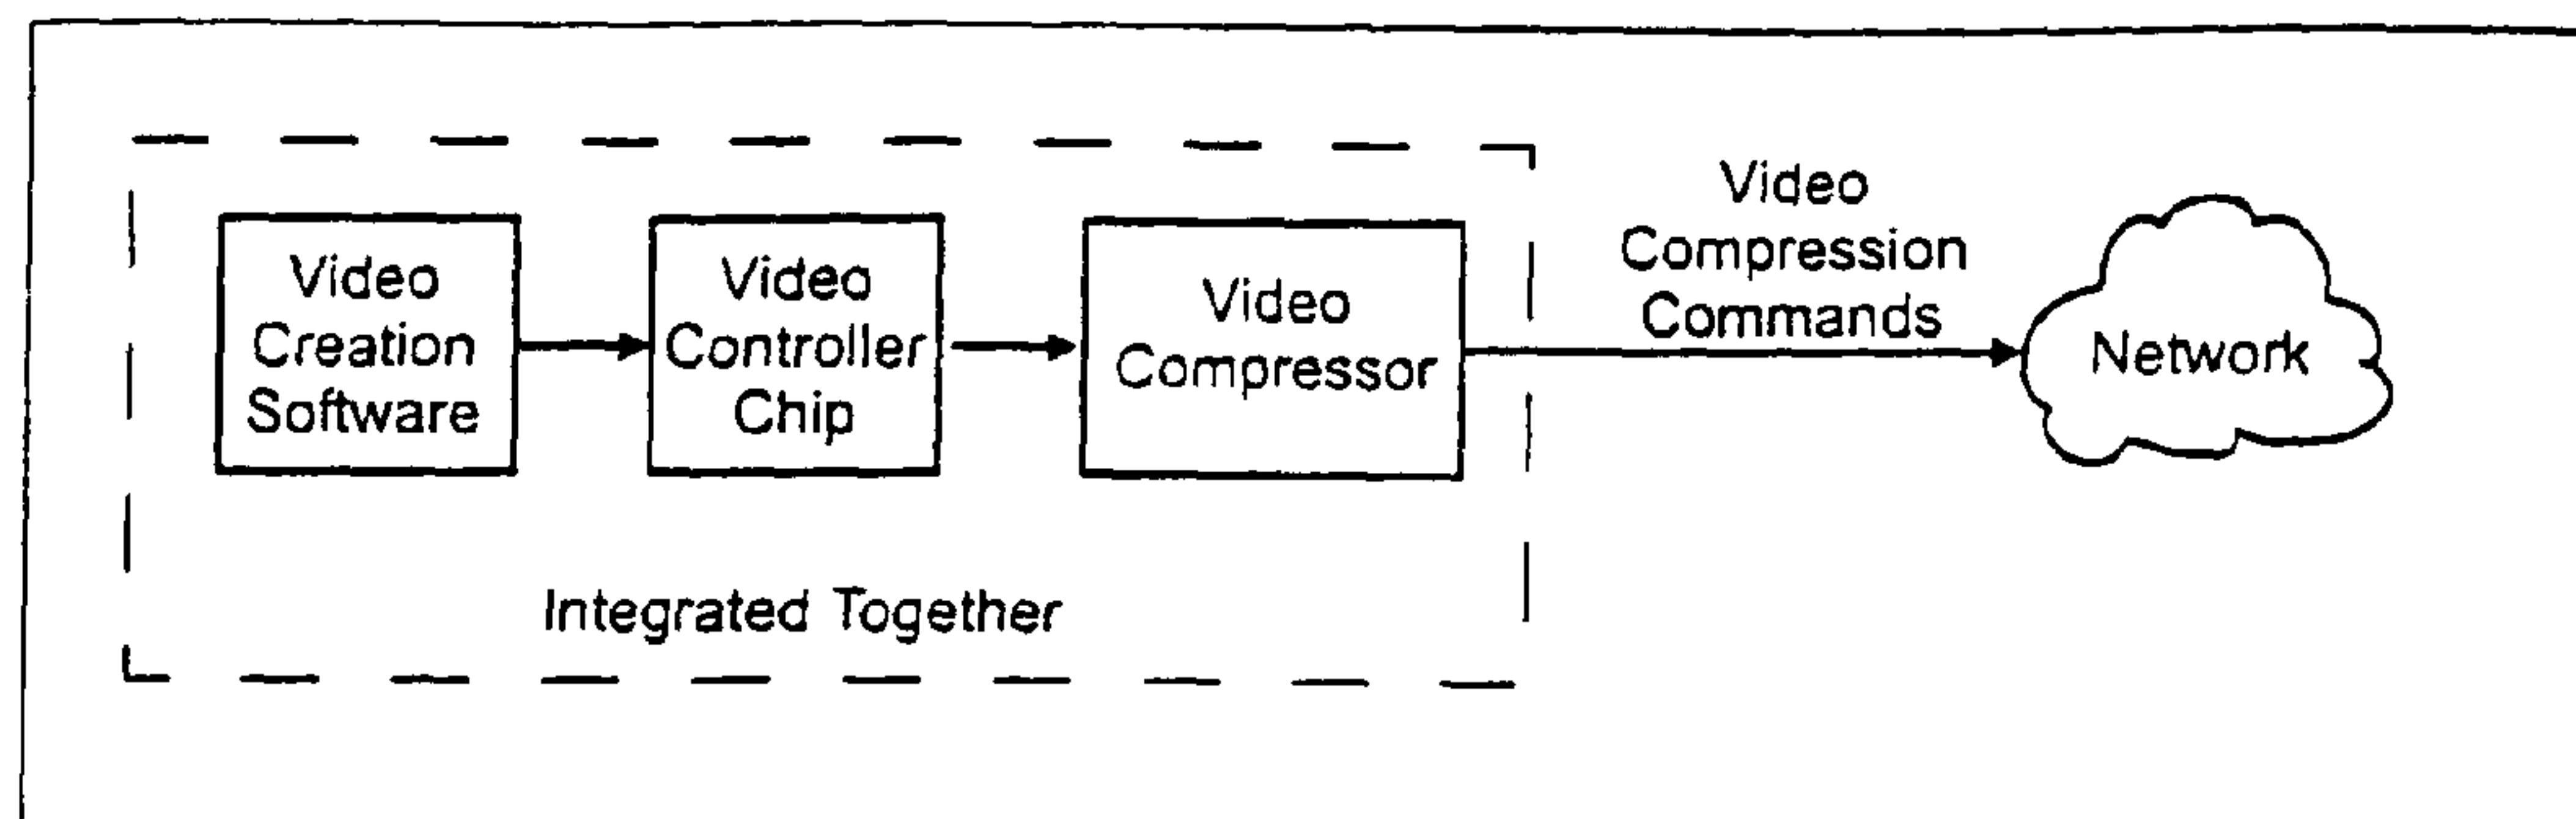 Video
Creation
Software
Video
Controller
Chip
Video
Compressor
Video
Compression
Commands
Network
Integrated Together